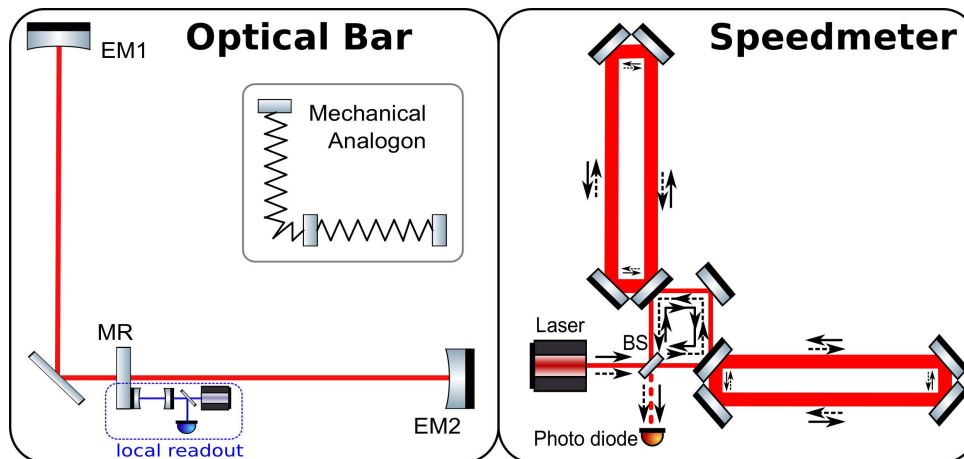 Optical Bar
EM1
Mechanical
Analogon
MR
EM2
local readout
Speedmeter
Laser
BS
Photo diode